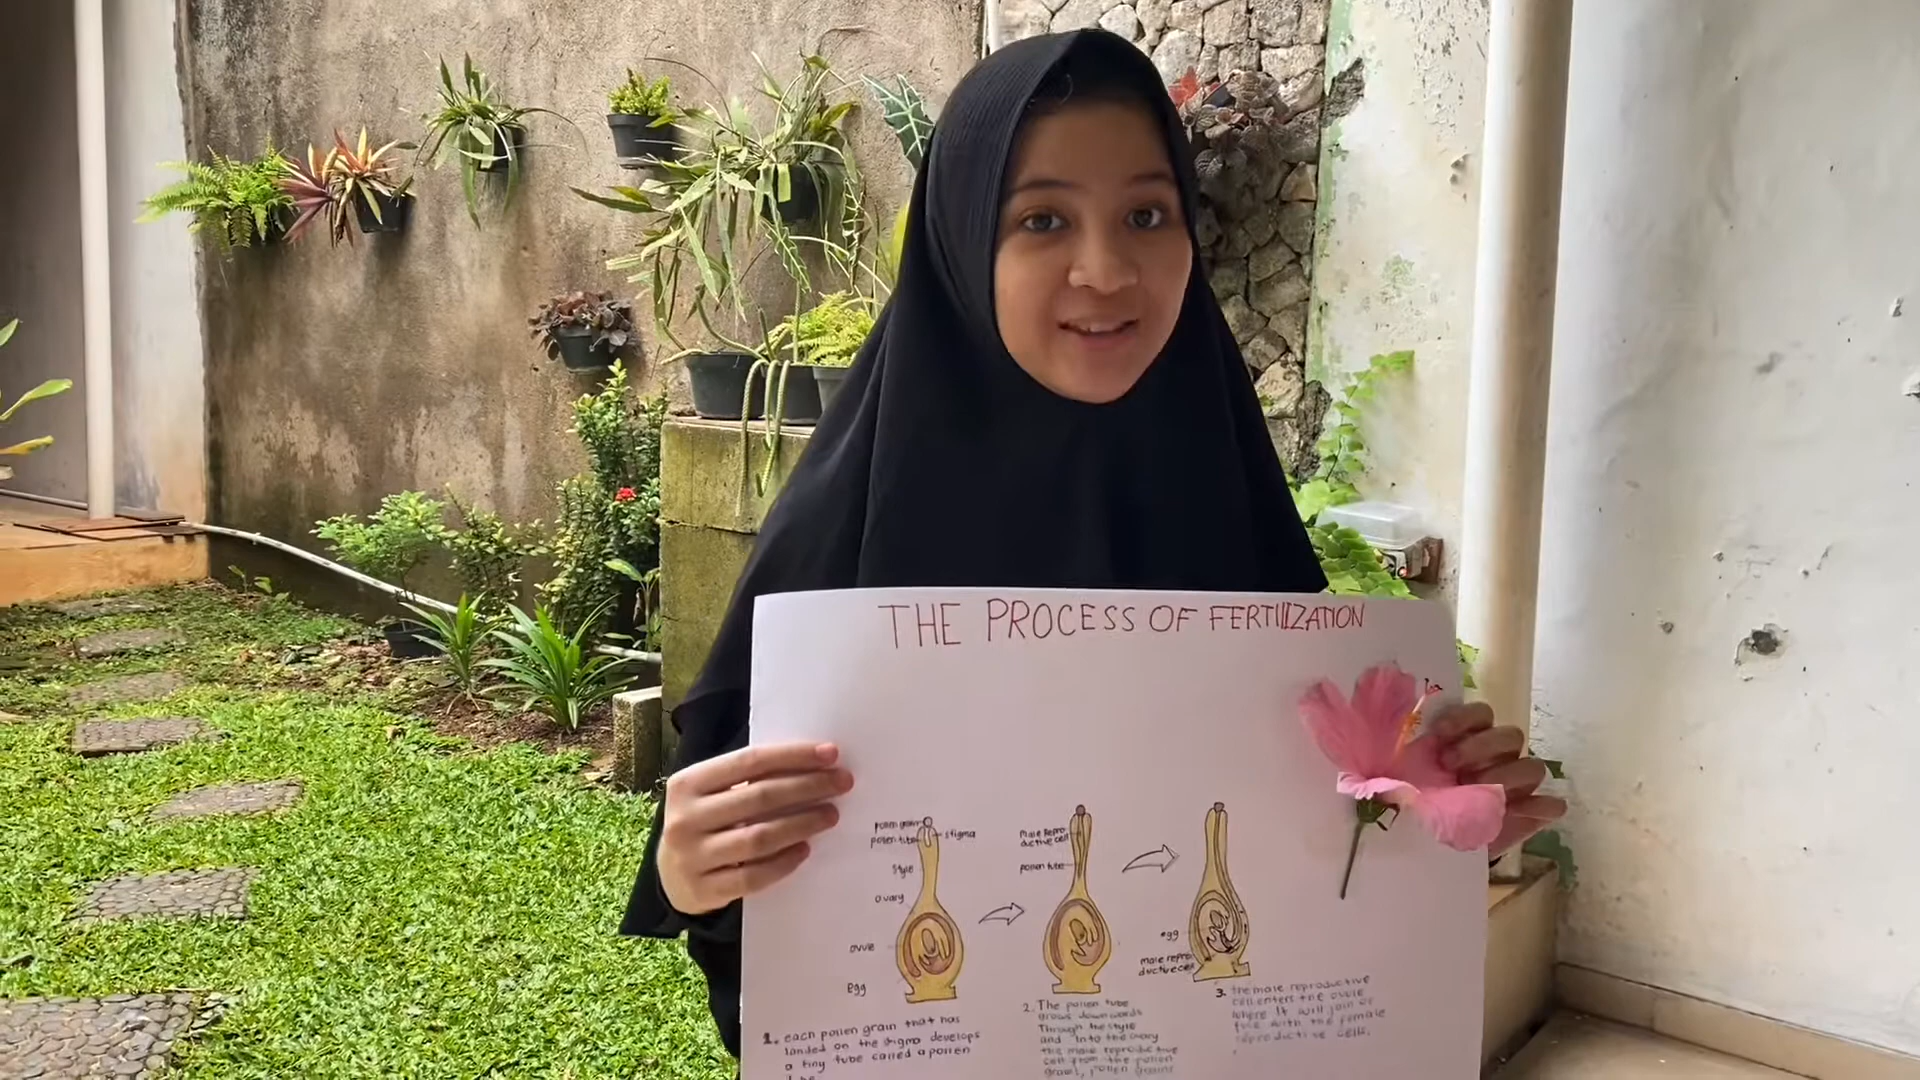 THE PROCESS OF FERTILIZATION
pollen grain
pollen tube
stigma
style
ovary
ovule
egg
male repro
ductive cell
pollen tube
egg
male repro
ductive cell
1. each pollen grain that has
landed on the stigma develops
a tiny tube called a pollen
2. The pollen tube
grows downwards
Through the style
and into the ovary
the male reproductive
cell from the pollen
pollen grains
3. the male reproductive
cell enters the ovule
where it will join or
fuse with the female
reproductive cell.